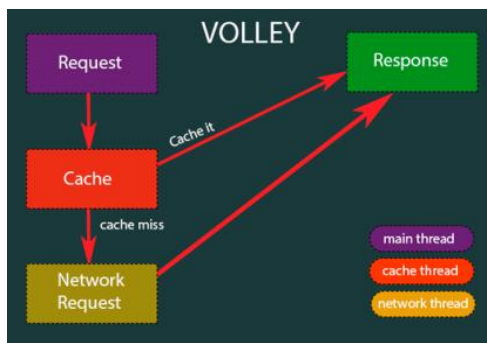 VOLLEY
Request
Response
Cache it
Cache
cache miss
Network
Request
main thread
cache thread
network thread